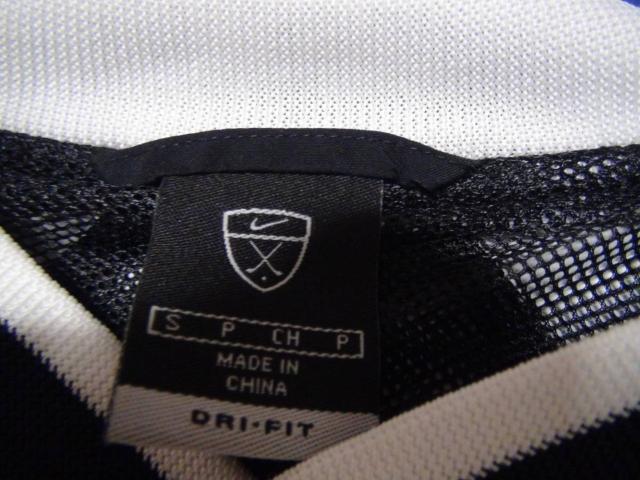 S P CH P
MADE IN
CHINA
DRI-FIT